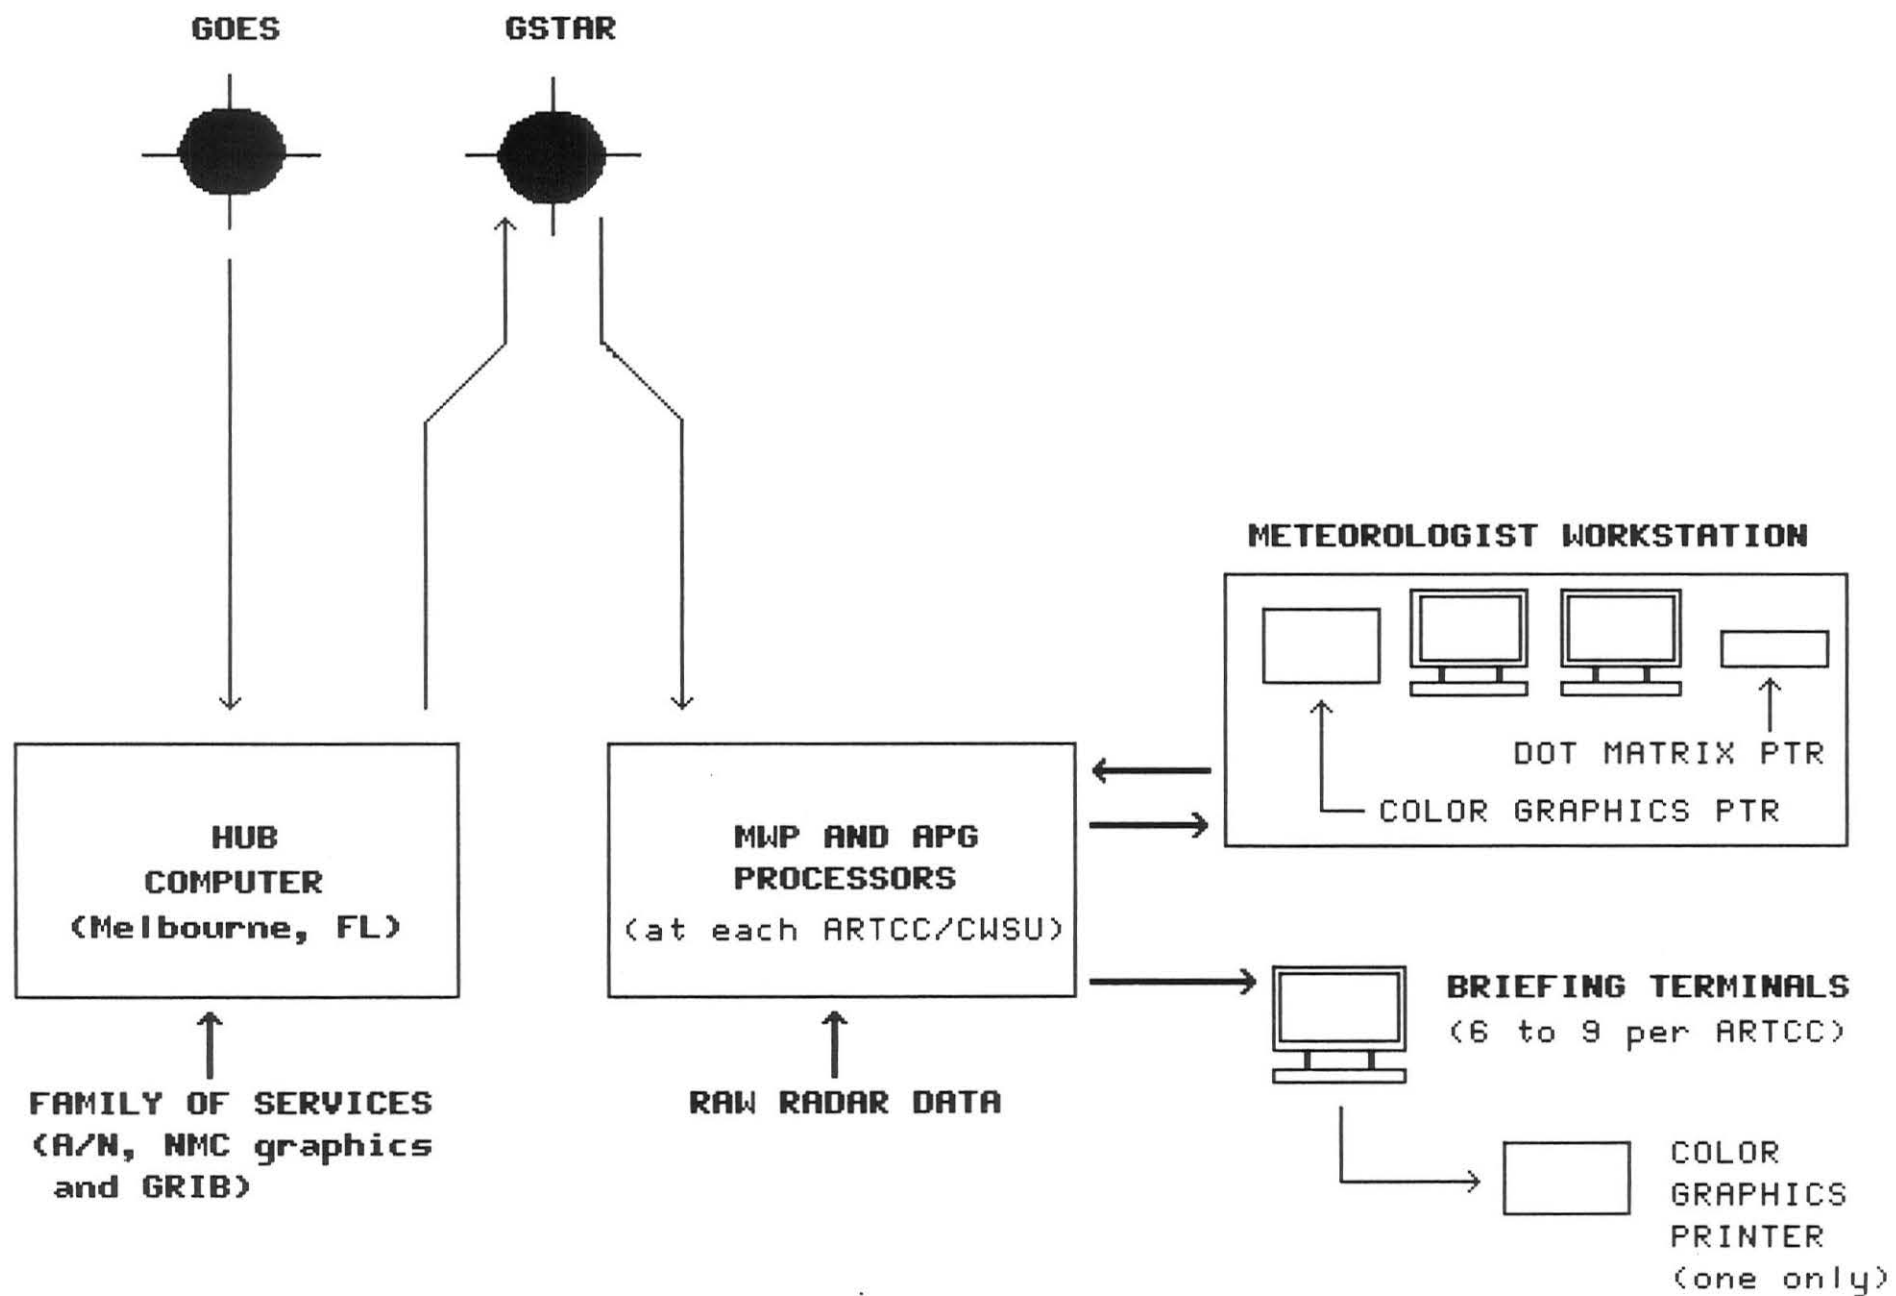 GOES
GSTAR
METEOROLOGIST WORKSTATION
DOT MATRIX PTR
COLOR GRAPHICS PTR
HUB
COMPUTER
(Melbourne, FL)
MWP AND APG
PROCESSORS
(at each ARTCC/CWSU)
BRIEFING TERMINALS
(6 to 9 per ARTCC)
FAMILY OF SERVICES
(A/N, NMC graphics
and GRIB)
RAW RADAR DATA
COLOR
GRAPHICS
PRINTER
(one only)